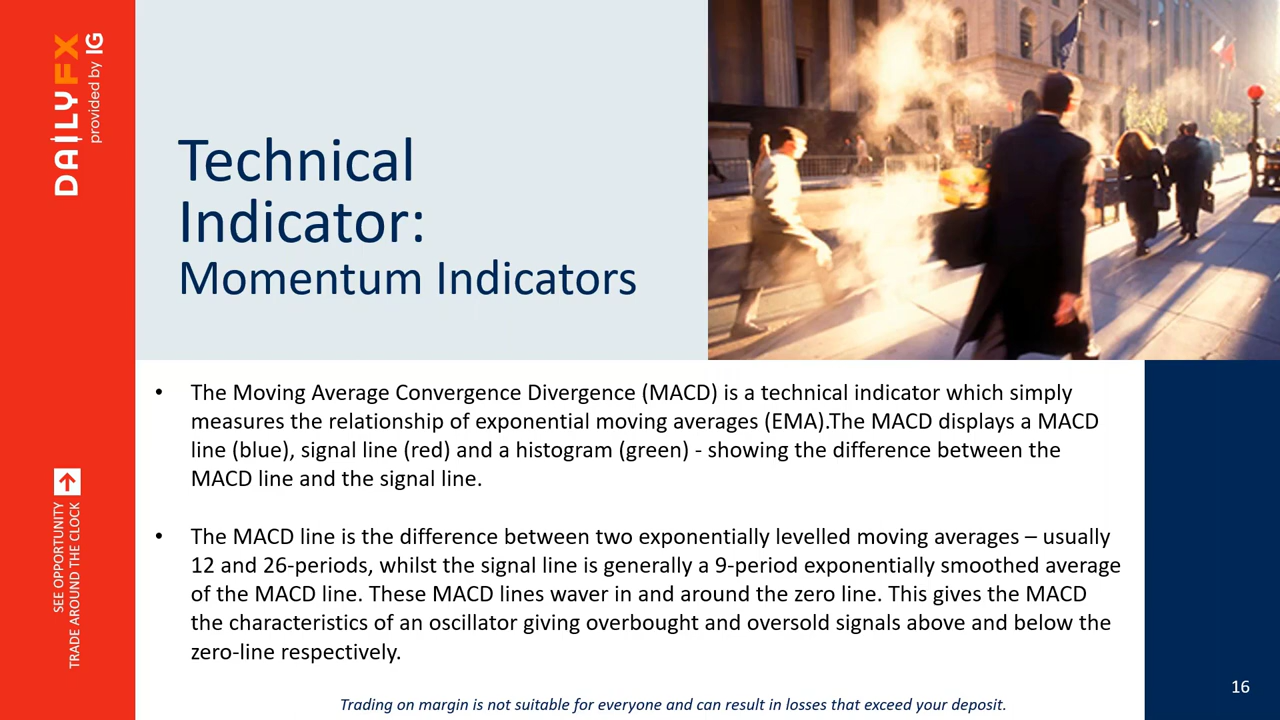 DAILYFX
provided by IG
Technical
Indicator:
Momentum Indicators
• The Moving Average Convergence Divergence (MACD) is a technical indicator which simply
measures the relationship of exponential moving averages (EMA).The MACD displays a MACD
line (blue), signal line (red) and a histogram (green) - showing the difference between the
MACD line and the signal line.
• The MACD line is the difference between two exponentially levelled moving averages – usually
12 and 26-periods, whilst the signal line is generally a 9-period exponentially smoothed average
of the MACD line. These MACD lines waver in and around the zero line. This gives the MACD
the characteristics of an oscillator giving overbought and oversold signals above and below the
zero-line respectively.
SEE OPPORTUNITY
TRADE AROUND THE CLOCK
Trading on margin is not suitable for everyone and can result in losses that exceed your deposit.
16